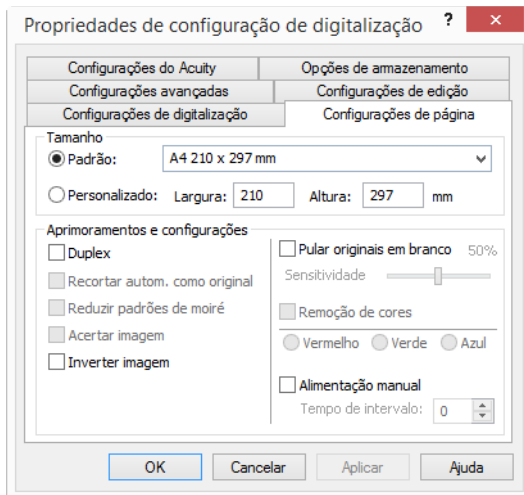 Propriedades de configuração de digitalização ? ×
Configurações do Acuity Opções de armazenamento
Configurações avançadas Configurações de edição
Configurações de digitalização Configurações de página
Tamanho
Padrão: A4 210 x 297 mm
Personalizado: Largura: 210 Altura: 297 mm
Aprimoramentos e configurações
Duplex
Recortar autom. como original
Reduzir padrões de moiré
Acertar imagem
Inverter imagem
Pular originais em branco 50%
Sensitividade
Remoção de cores
Vermelho Verde Azul
Alimentação manual
Tempo de intervalo: 0
OK Cancelar Aplicar Ajuda